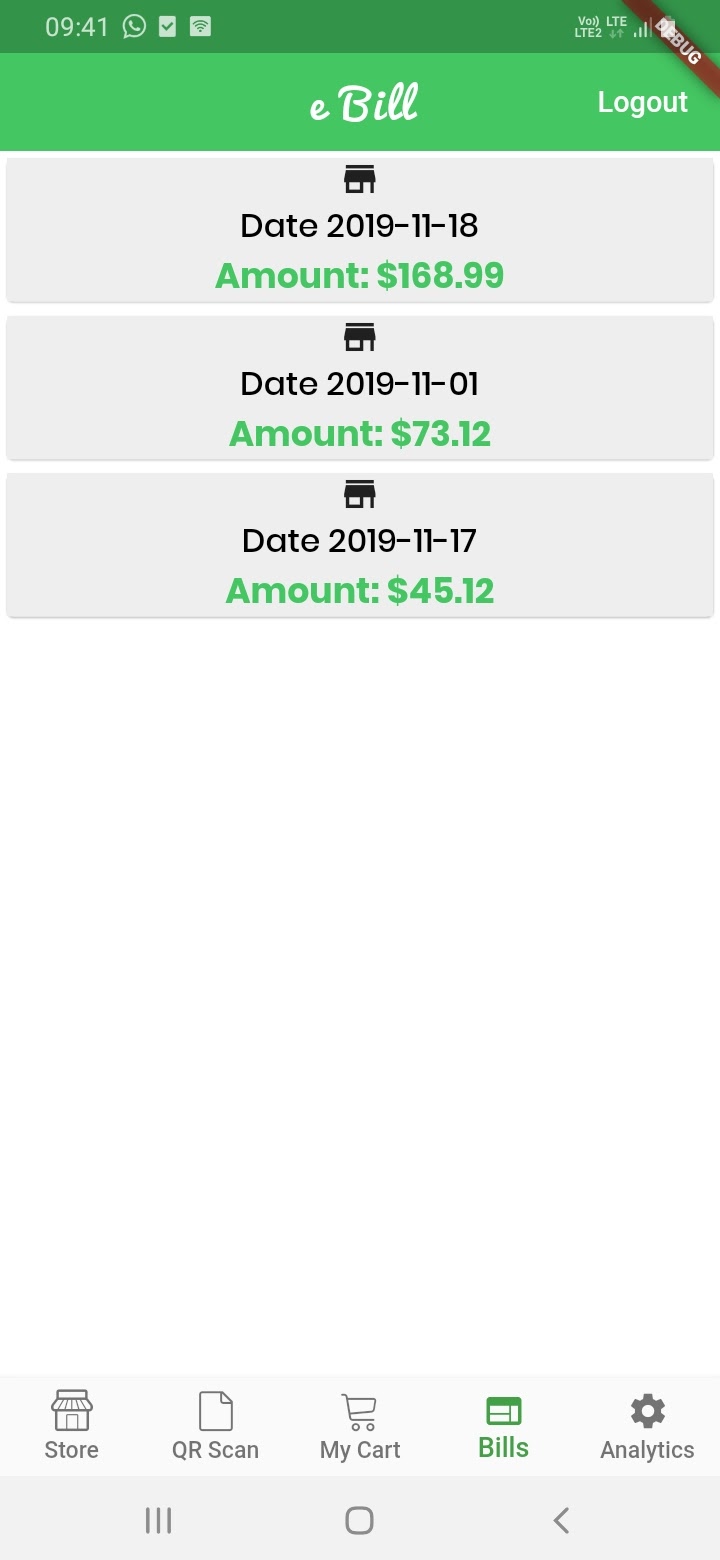 09:41
Vo)) LTE
LTE2
DEBUG
e Bill
Logout
Date 2019-11-18
Amount: $168.99
Date 2019-11-01
Amount: $73.12
Date 2019-11-17
Amount: $45.12
Store
QR Scan
My Cart
Bills
Analytics